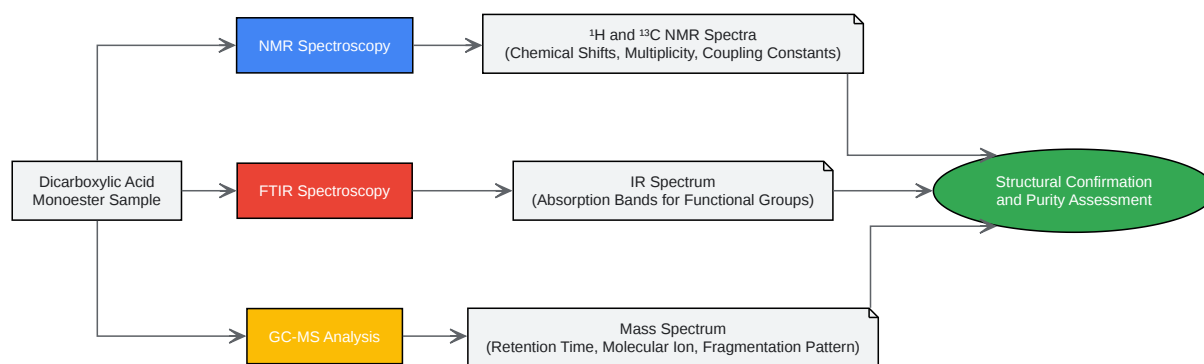 NMR Spectroscopy
¹H and ¹³C NMR Spectra
(Chemical Shifts, Multiplicity, Coupling Constants)
Dicarboxylic Acid
Monoester Sample
FTIR Spectroscopy
IR Spectrum
(Absorption Bands for Functional Groups)
Structural Confirmation
and Purity Assessment
GC-MS Analysis
Mass Spectrum
(Retention Time, Molecular Ion, Fragmentation Pattern)